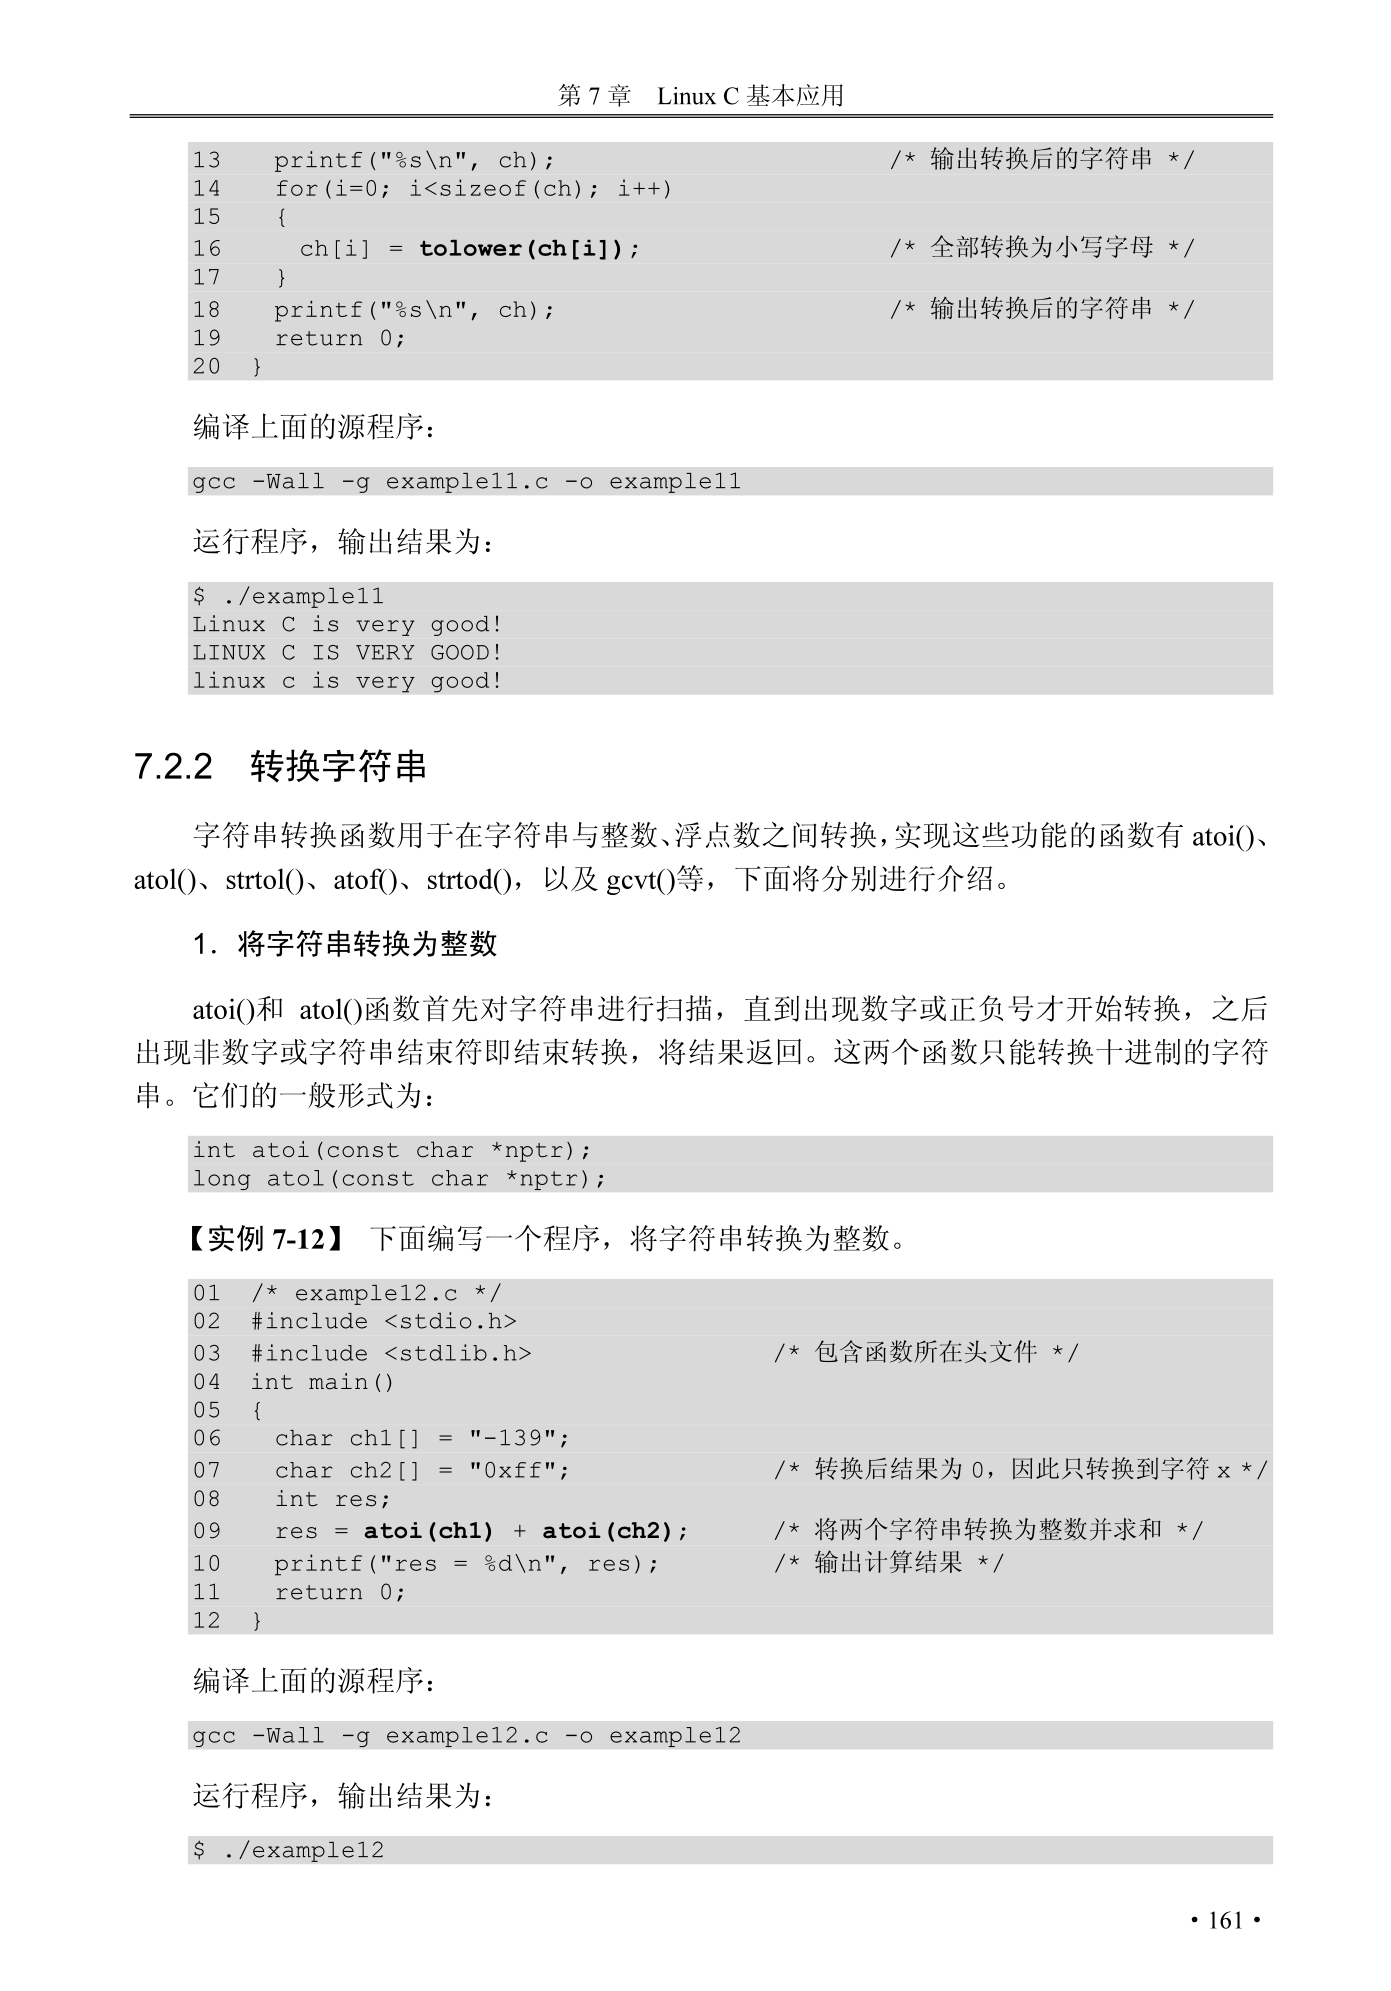 第 7 章 Linux C 基本应用
13 printf("%s\n", ch); /* 输出转换后的字符串 */
14 for(i=0; i<sizeof(ch); i++)
15 {
16 ch[i] = tolower(ch[i]); /* 全部转换为小写字母 */
17 }
18 printf("%s\n", ch); /* 输出转换后的字符串 */
19 return 0;
20 }
编译上面的源程序：
gcc -Wall -g example11.c -o example11
运行程序，输出结果为：
$ ./example11
Linux C is very good!
LINUX C IS VERY GOOD!
linux c is very good!
7.2.2 转换字符串
字符串转换函数用于在字符串与整数、浮点数之间转换，实现这些功能的函数有 atoi()、
atol()、strtol()、atof()、strtod()，以及 gcvt()等，下面将分别进行介绍。
1．将字符串转换为整数
atoi()和 atol()函数首先对字符串进行扫描，直到出现数字或正负号才开始转换，之后
出现非数字或字符串结束符即结束转换，将结果返回。这两个函数只能转换十进制的字符
串。它们的一般形式为：
int atoi(const char *nptr);
long atol(const char *nptr);
【实例 7-12】 下面编写一个程序，将字符串转换为整数。
01 /* example12.c */
02 #include <stdio.h>
03 #include <stdlib.h> /* 包含函数所在头文件 */
04 int main()
05 {
06 char ch1[] = "-139";
07 char ch2[] = "0xff"; /* 转换后结果为 0，因此只转换到字符 x */
08 int res;
09 res = atoi(ch1) + atoi(ch2); /* 将两个字符串转换为整数并求和 */
10 printf("res = %d\n", res); /* 输出计算结果 */
11 return 0;
12 }
编译上面的源程序：
gcc -Wall -g example12.c -o example12
运行程序，输出结果为：
$ ./example12
• 161 •